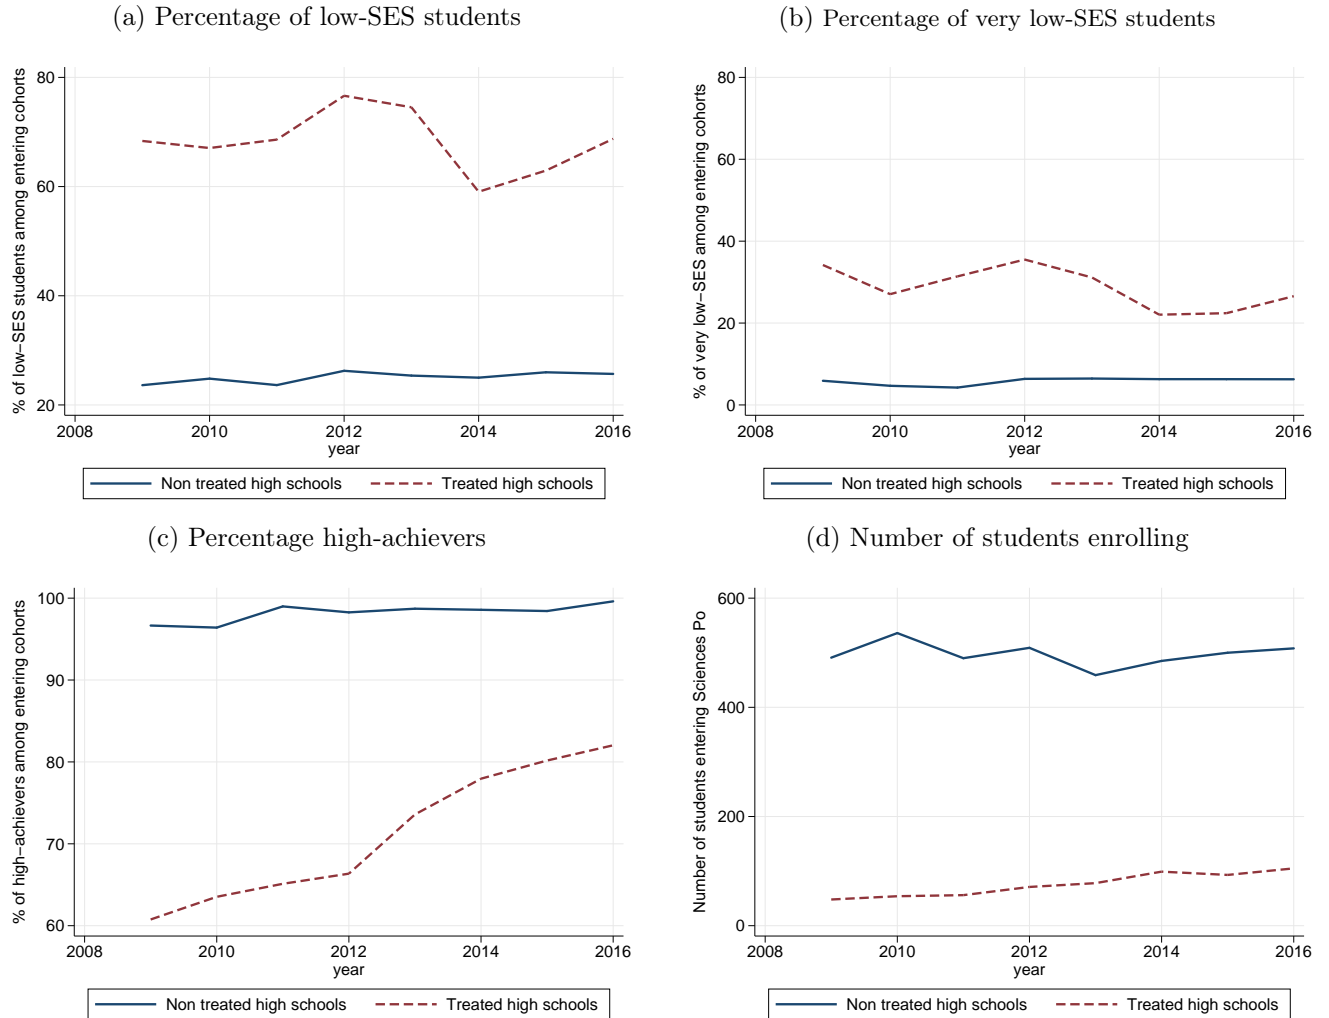 (a) Percentage of low-SES students
% of low−SES students among entering cohorts
80
60
40
20
2008 2010 2012 2014 2016
year
Non treated high schools Treated high schools
(b) Percentage of very low-SES students
% of very low−SES among entering cohorts
80
60
40
20
0
2008 2010 2012 2014 2016
year
Non treated high schools Treated high schools
(c) Percentage high-achievers
% of high−achievers among entering cohorts
100
90
80
70
60
2008 2010 2012 2014 2016
year
Non treated high schools Treated high schools
(d) Number of students enrolling
Number of students entering Sciences Po
600
400
200
0
2008 2010 2012 2014 2016
year
Non treated high schools Treated high schools